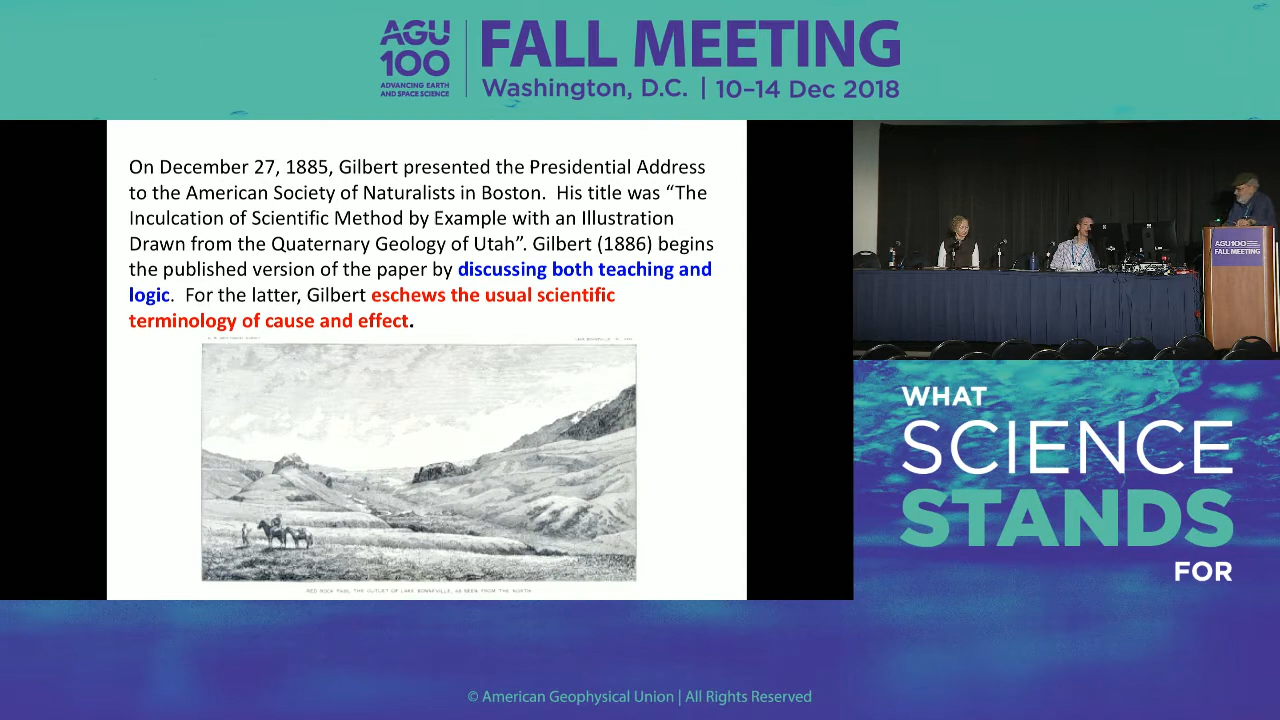 AGU
100
ADVANCING EARTH
AND SPACE SCIENCE
FALL MEETING
Washington, D.C. | 10–14 Dec 2018
On December 27, 1885, Gilbert presented the Presidential Address
to the American Society of Naturalists in Boston.  His title was “The
Inculcation of Scientific Method by Example with an Illustration
Drawn from the Quaternary Geology of Utah”. Gilbert (1886) begins
the published version of the paper by discussing both teaching and
logic.  For the latter, Gilbert eschews the usual scientific
terminology of cause and effect.
RED ROCK PASS, THE OUTLET OF LAKE BONNEVILLE, AS SEEN FROM THE NORTH.
AGU100
FALL MEETING
WHAT
SCIENCE
STANDS
FOR
© American Geophysical Union | All Rights Reserved